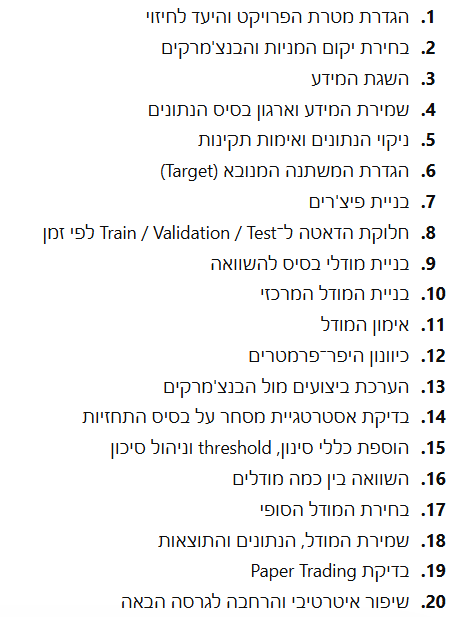 1. הגדרת מטרת הפרויקט והיעד לחיזוי
2. בחירת יקום המניות והבנצ'מרקים
3. השגת המידע
4. שמירת המידע וארגון בסיס הנתונים
5. ניקוי הנתונים ואימות תקינות
6. הגדרת המשתנה המנובא (Target)
7. בניית פיצ'רים
8. חלוקת הדאטה ל־Train / Validation / Test לפי זמן
9. בניית מודלי בסיס להשוואה
10. בניית המודל המרכזי
11. אימון המודל
12. כיוונון היפר־פרמטרים
13. הערכת ביצועים מול הבנצ'מרקים
14. בדיקת אסטרטגיית מסחר על בסיס התחזיות
15. הוספת כללי סינון, threshold וניהול סיכון
16. השוואה בין כמה מודלים
17. בחירת המודל הסופי
18. שמירת המודל, הנתונים והתוצאות
19. בדיקת Paper Trading
20. שיפור איטרטיבי והרחבה לגרסה הבאה